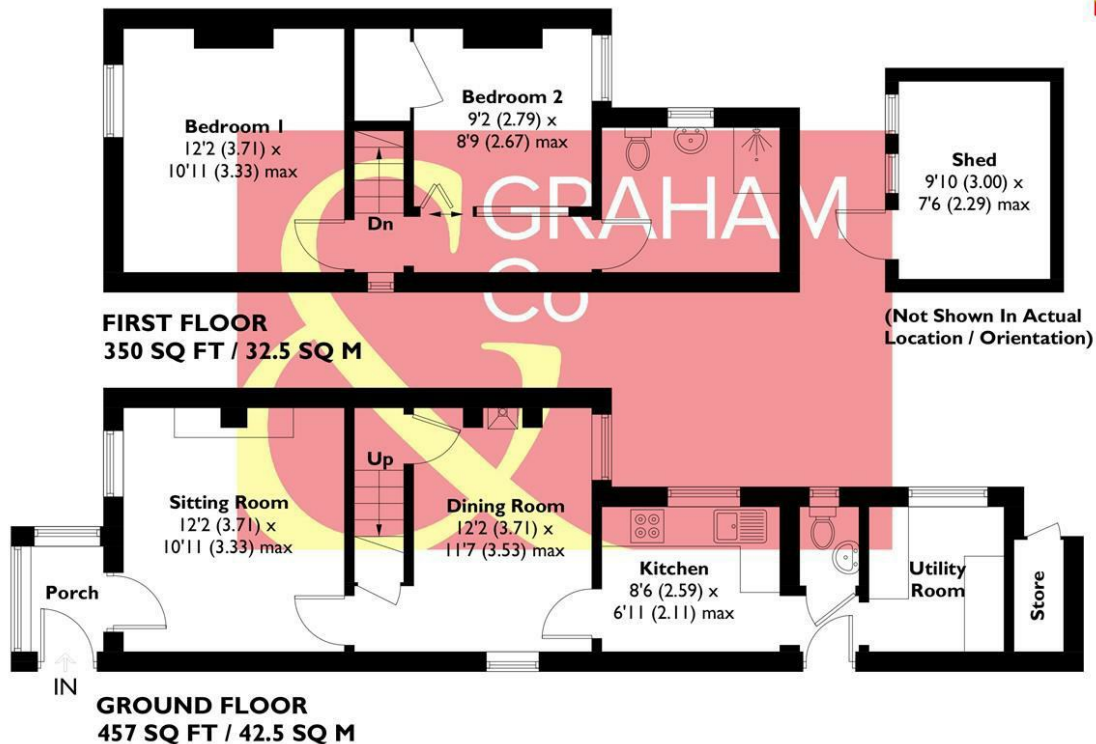 Bedroom 1
12'2 (3.71) x
10'11 (3.33) max
Bedroom 2
9'2 (2.79) x
8'9 (2.67) max
Dn
Shed
9'10 (3.00) x
7'6 (2.29) max
& GRAHAM
Co
FIRST FLOOR
350 SQ FT / 32.5 SQ M
(Not Shown In Actual
Location / Orientation)
Sitting Room
12'2 (3.71) x
10'11 (3.33) max
Up
Dining Room
12'2 (3.71) x
11'7 (3.53) max
Kitchen
8'6 (2.59) x
6'11 (2.11) max
Utility
Room
Store
Porch
IN
GROUND FLOOR
457 SQ FT / 42.5 SQ M